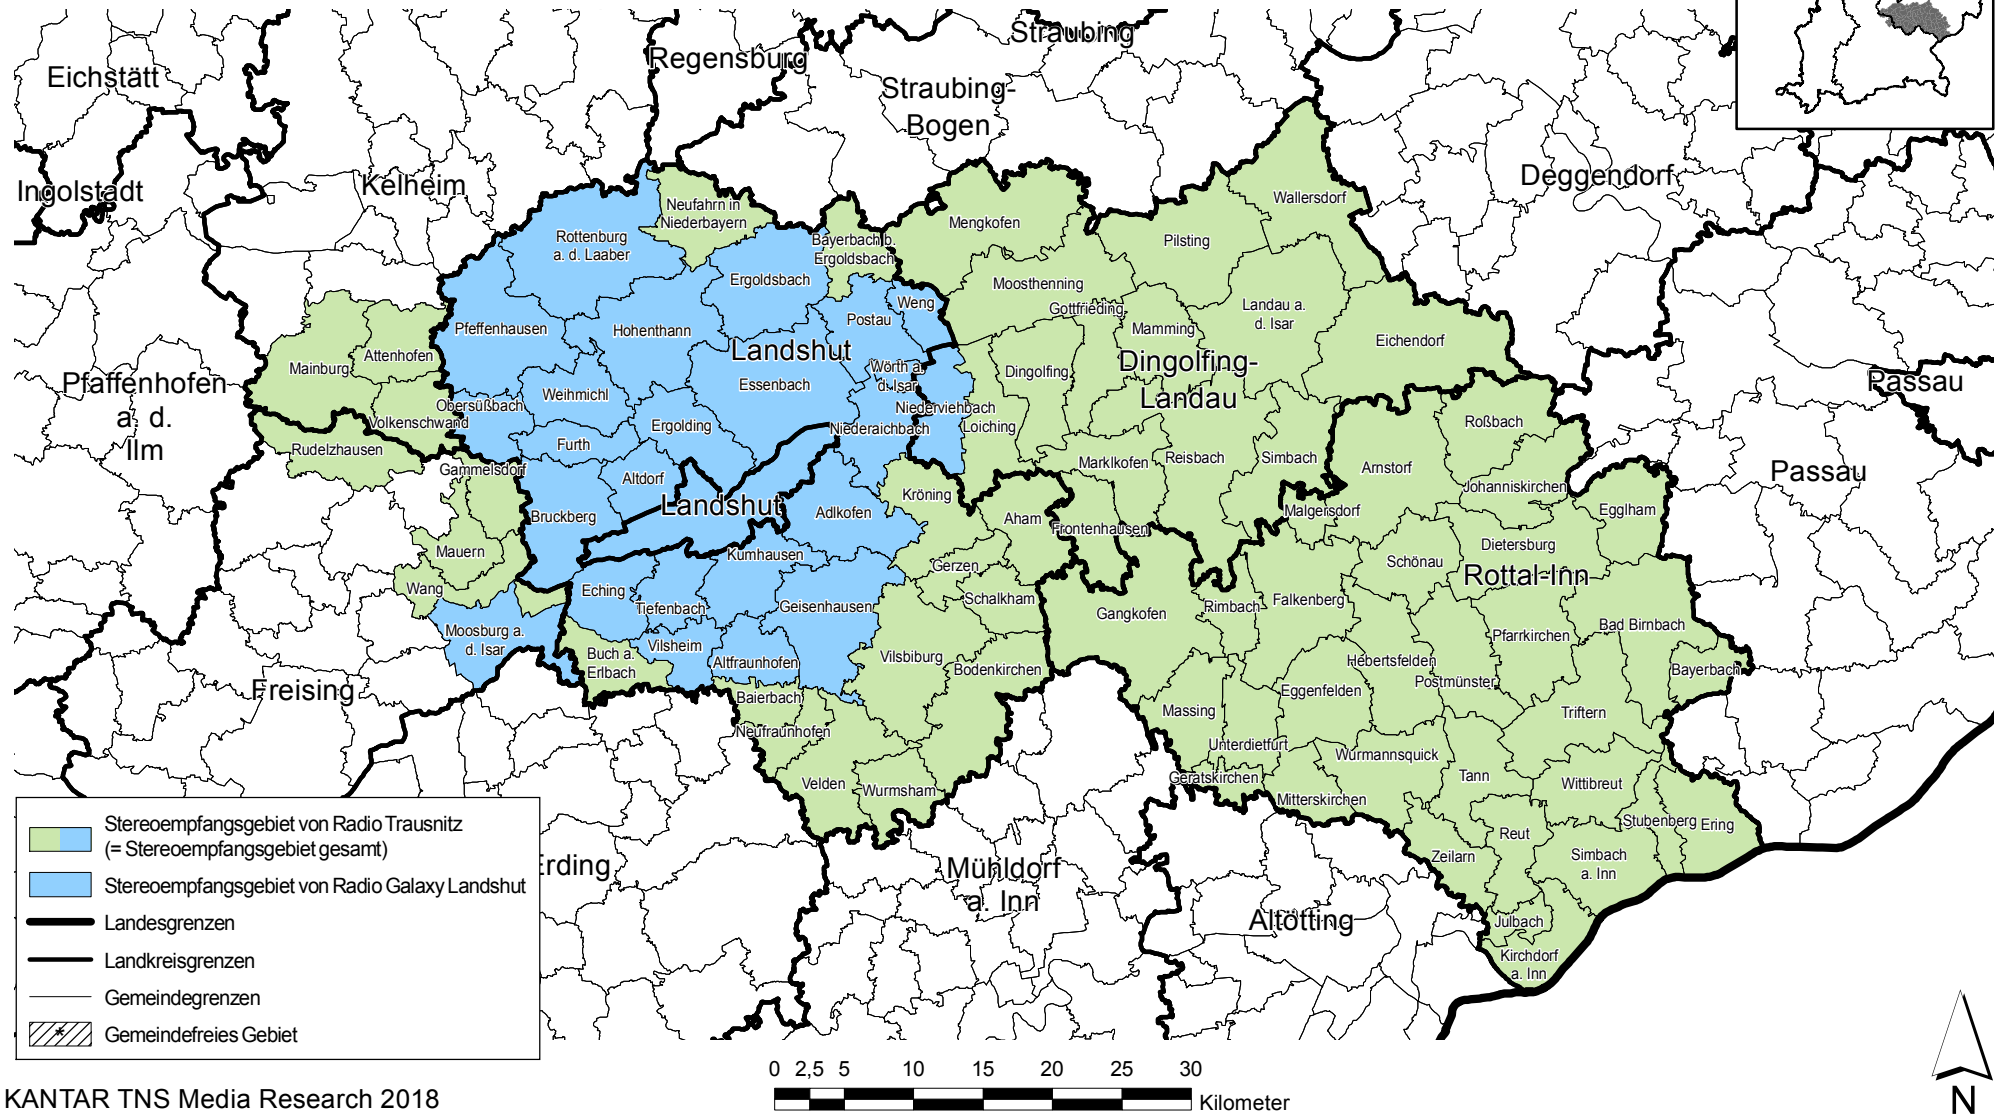 Straubing
Regensburg
Eichstätt
Straubing-
Bogen
Deggendorf
Kelheim
Ingolstadt
Wallersdorf
Neufahrn in
Niederbayern
Mengkofen
Rottenburg
a. d. Laaber
Bayerbach b.
Ergoldsbach
Pilsting
Ergoldsbach
Moosthenning
Weng
Gottfrieding
Landau a.
d. Isar
Postau
Pfeffenhausen
Hohenthann
Mamming
Eichendorf
Attenhofen
Landshut
Mainburg
Dingolfing-
Landau
Wörth a.
d. Isar
Dingolfing
Pfaffenhofen
a. d.
Ilm
Passau
Essenbach
Weihmichl
Obersüßbach
Niederviehbach
Volkenschwand
Ergolding
Niederaichbach
Loiching
Roßbach
Furth
Rudelzhausen
Marklkofen
Reisbach
Simbach
Arnstorf
Passau
Gammelsdorf
Altdorf
Johanniskirchen
Kröning
Landshut
Malgersdorf
Egglham
Bruckberg
Adlkofen
Aham
Frontenhausen
Mauern
Kumhausen
Dietersburg
Schönau
Gerzen
Rottal-Inn
Wang
Eching
Tiefenbach
Geisenhausen
Schalkham
Gangkofen
Rimbach
Falkenberg
Moosburg a.
d. Isar
Pfarrkirchen
Bad Birnbach
Vilsheim
Buch a.
Erlbach
Altfraunhofen
Vilsbiburg
Bodenkirchen
Hebertsfelden
Bayerbach
Postmünster
Freising
Baierbach
Eggenfelden
Massing
Triftern
Neufraunhofen
Unterdietfurt
Wurmannsquick
Geratskirchen
Tann
Wittibreut
Velden
Wurmsham
Mitterskirchen
Stubenberg
Ering
Reut
Zeilarn
Simbach
a. Inn
Erding
Mühldorf
a. Inn
Altötting
Julbach
Kirchdorf
a. Inn
Stereoempfangsgebiet von Radio Trausnitz
(= Stereoempfangsgebiet gesamt)
Stereoempfangsgebiet von Radio Galaxy Landshut
Landesgrenzen
Landkreisgrenzen
Gemeindegrenzen
*
Gemeindefreies Gebiet
0 2,5 5 10 15 20 25 30
Kilometer
N
KANTAR TNS Media Research 2018